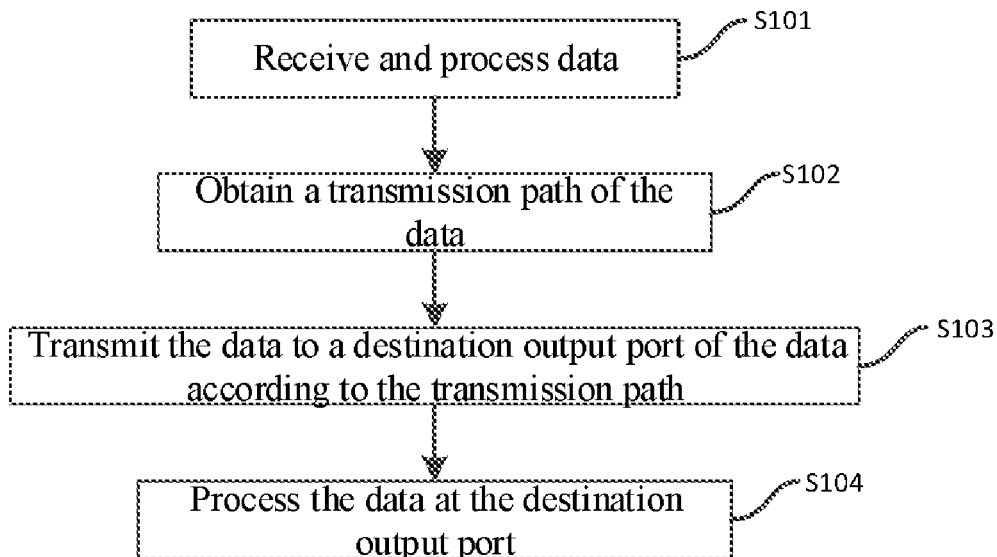 S101
Receive and process data
S102
Obtain a transmission path of the
data
S103
Transmit the data to a destination output port of the data
according to the transmission path
S104
Process the data at the destination
output port